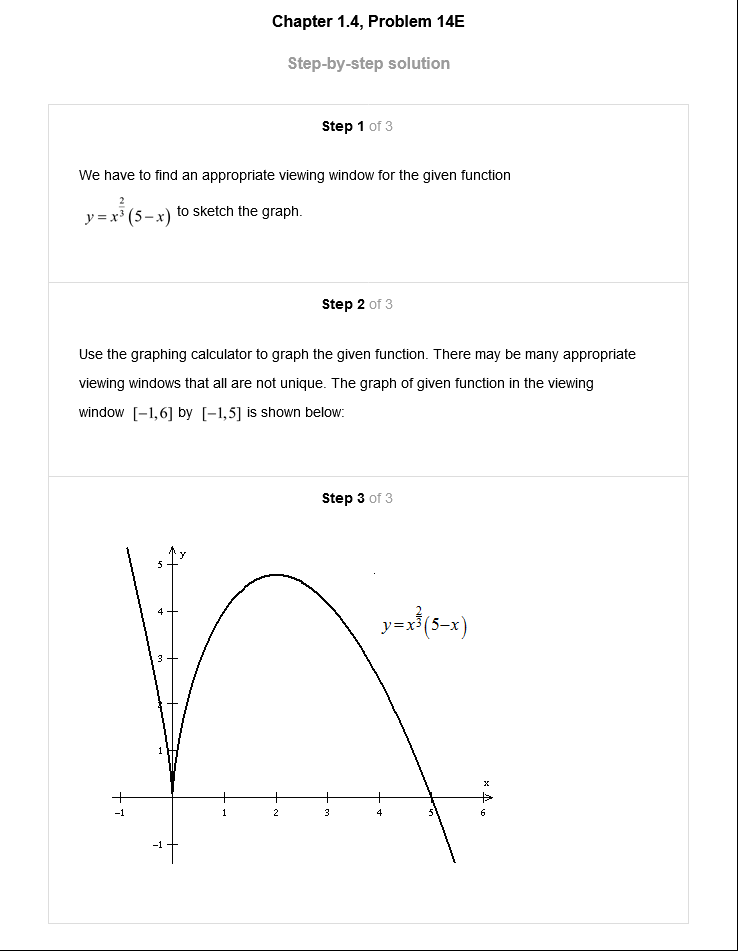 Chapter 1.4, Problem 14E
Step-by-step solution
Step 1 of 3
We have to find an appropriate viewing window for the given function
y = x^(2/3) (5 − x) to sketch the graph.
Step 2 of 3
Use the graphing calculator to graph the given function. There may be many appropriate
viewing windows that all are not unique. The graph of given function in the viewing
window [−1,6] by [−1,5] is shown below:
Step 3 of 3
y
5
4
y=x^(2/3) (5−x)
3
2
1
x
−1 1 2 3 4 5 6
−1